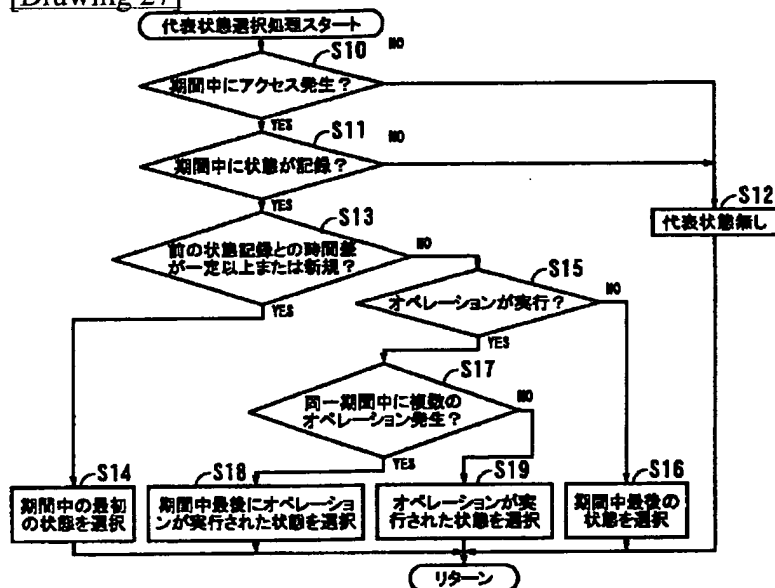 [Drawing 27]
代表状態選択処理スタート
S10
NO
期間中にアクセス発生？
YES
S11
NO
期間中に状態が記録？
YES
S12
代表状態無し
S13
前の状態記録との時間差
が一定以上または新規？
NO
YES
S15
オペレーションが実行？
NO
YES
S17
同一期間中に複数の
オペレーション発生？
NO
YES
S14
期間中の最初
の状態を選択
S18
期間中最後にオペレーショ
ンが実行された状態を選択
S19
オペレーションが実
行された状態を選択
S16
期間中最後の
状態を選択
リターン